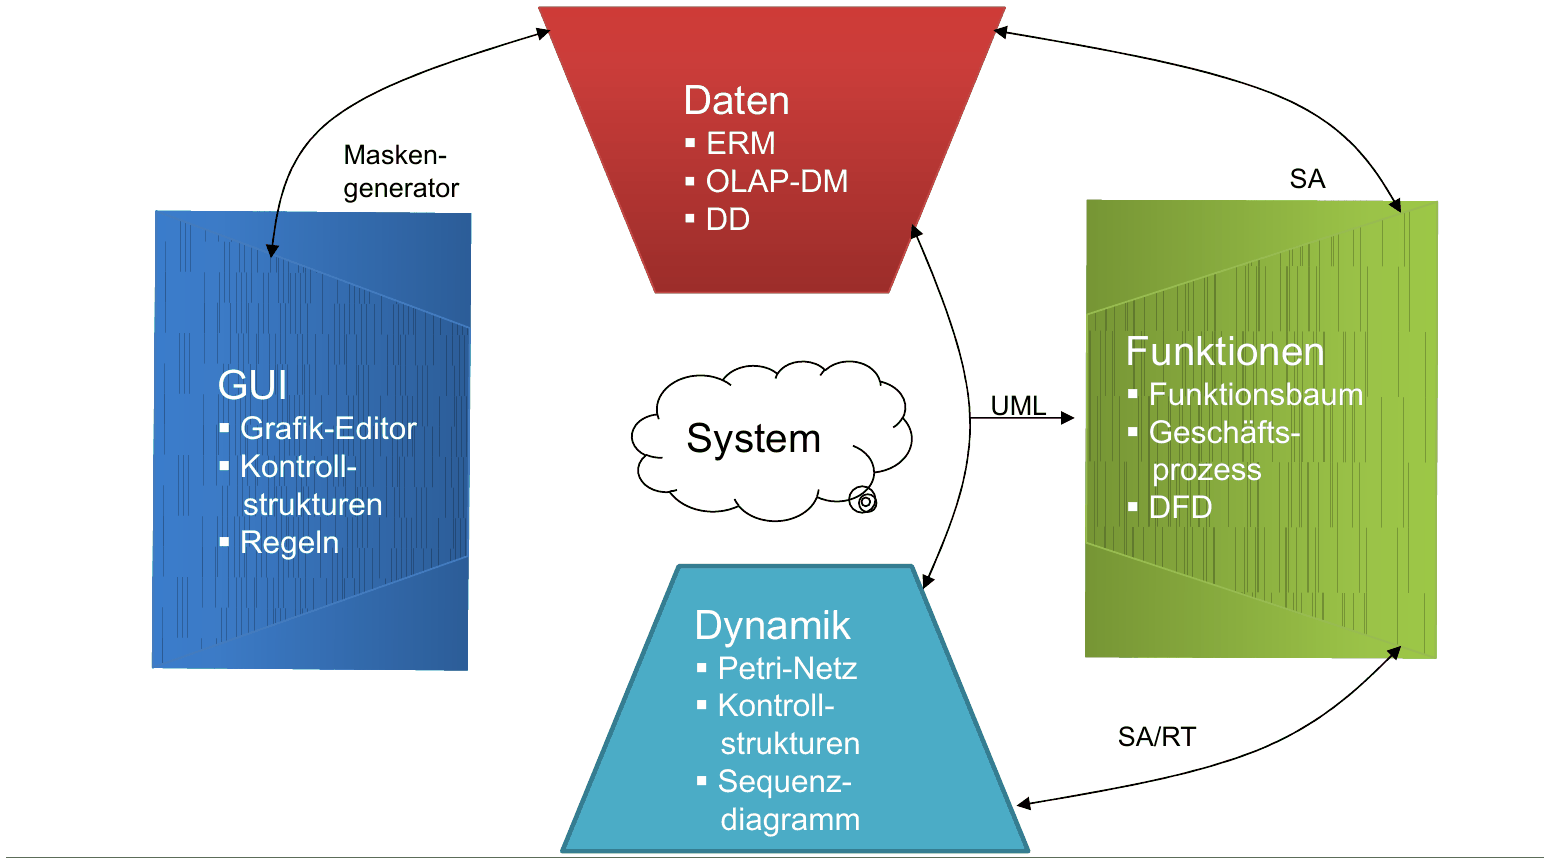 Daten
▪ ERM
▪ OLAP-DM
▪ DD
Masken-
generator
SA
GUI
▪ Grafik-Editor
▪ Kontroll-
strukturen
▪ Regeln
System
UML
Funktionen
▪ Funktionsbaum
▪ Geschäfts-
prozess
▪ DFD
Dynamik
▪ Petri-Netz
▪ Kontroll-
strukturen
▪ Sequenz-
diagramm
SA/RT